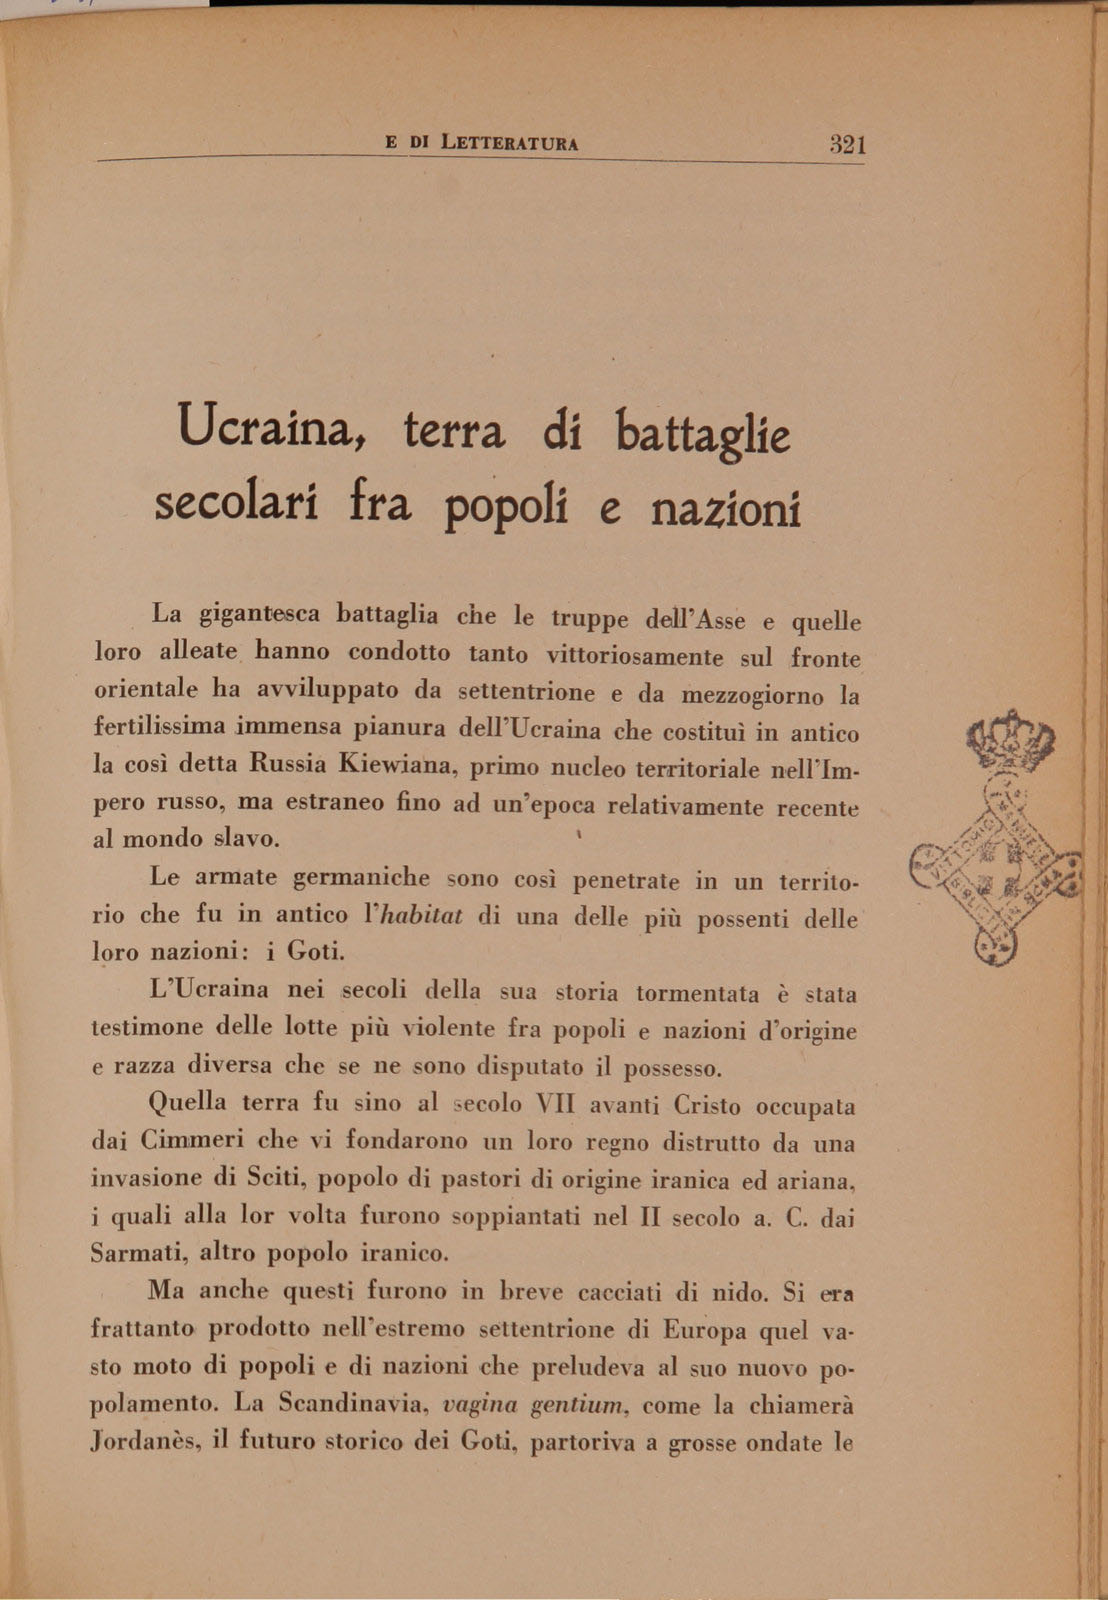 E DI LETTERATURA 321
Ucraina, terra di battaglie
secolari fra popoli e nazioni
La gigantesca battaglia che le truppe dell'Asse e quelle
loro alleate hanno condotto tanto vittoriosamente sul fronte
orientale ha avviluppato da settentrione e da mezzogiorno la
fertilissima immensa pianura dell'Ucraina che costituì in antico
la così detta Russia Kiewiana, primo nucleo territoriale nell'Im-
pero russo, ma estraneo fino ad un'epoca relativamente recente
al mondo slavo.
Le armate germaniche sono così penetrate in un territo-
rio che fu in antico l'habitat di una delle più possenti delle
loro nazioni: i Goti.
L'Ucraina nei secoli della sua storia tormentata è stata
testimone delle lotte più violente fra popoli e nazioni d'origine
e razza diversa che se ne sono disputato il possesso.
Quella terra fu sino al secolo VII avanti Cristo occupata
dai Cimmeri che vi fondarono un loro regno distrutto da una
invasione di Sciti, popolo di pastori di origine iranica ed ariana,
i quali alla lor volta furono soppiantati nel II secolo a. C. dai
Sarmati, altro popolo iranico.
Ma anche questi furono in breve cacciati di nido. Si era
frattanto prodotto nell'estremo settentrione di Europa quel va-
sto moto di popoli e di nazioni che preludeva al suo nuovo po-
polamento. La Scandinavia, vagina gentium, come la chiamerà
Jordanès, il futuro storico dei Goti, partoriva a grosse ondate le